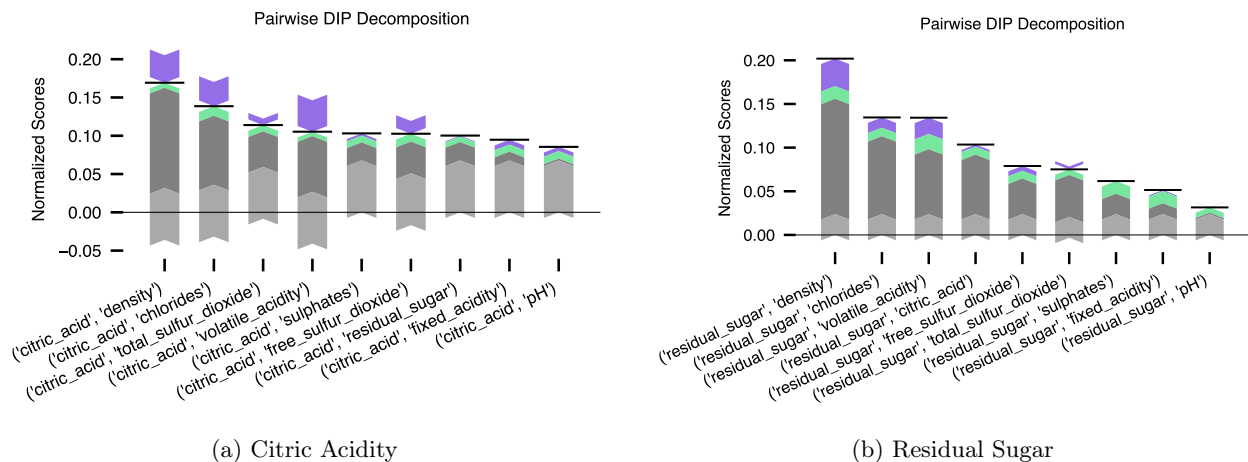 Pairwise DIP Decomposition
Normalized Scores
0.20
0.15
0.10
0.05
0.00
−0.05
('citric_acid', 'density')
('citric_acid', 'chlorides')
('citric_acid', 'total_sulfur_dioxide')
('citric_acid', 'volatile_acidity')
('citric_acid', 'sulphates')
('citric_acid', 'free_sulfur_dioxide')
('citric_acid', 'residual_sugar')
('citric_acid', 'fixed_acidity')
('citric_acid', 'pH')
(a) Citric Acidity
Pairwise DIP Decomposition
Normalized Scores
0.20
0.15
0.10
0.05
0.00
('residual_sugar', 'density')
('residual_sugar', 'chlorides')
('residual_sugar', 'volatile_acidity')
('residual_sugar', 'citric_acid')
('residual_sugar', 'free_sulfur_dioxide')
('residual_sugar', 'total_sulfur_dioxide')
('residual_sugar', 'sulphates')
('residual_sugar', 'fixed_acidity')
('residual_sugar', 'pH')
(b) Residual Sugar